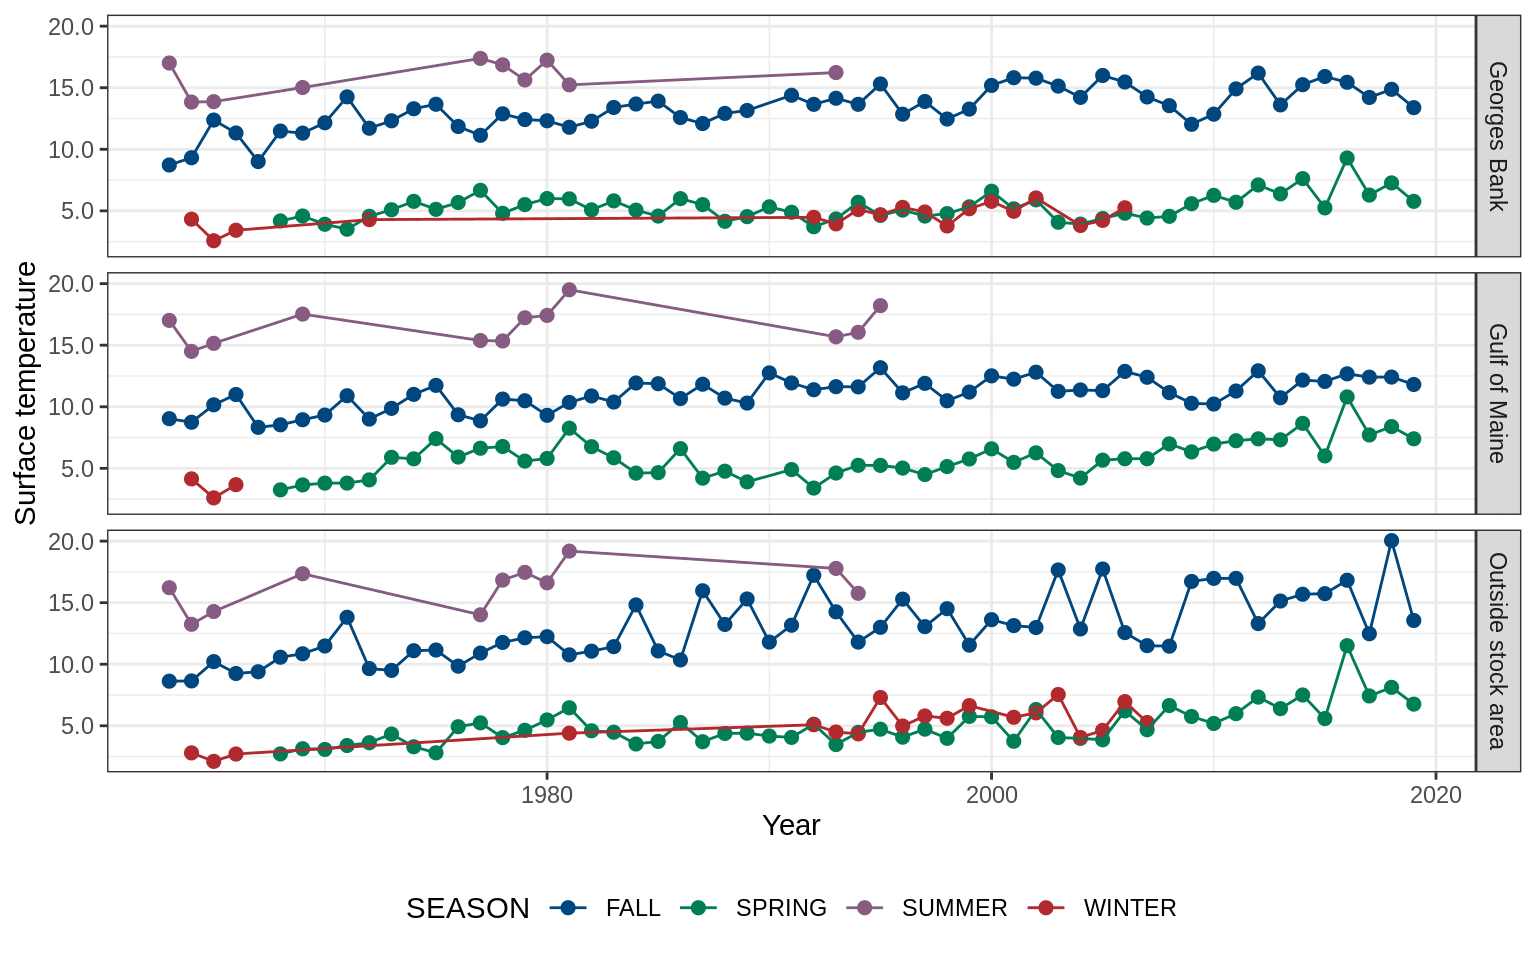 20.0
15.0
10.0
5.0
Georges Bank
20.0
15.0
10.0
5.0
Gulf of Maine
Surface temperature
20.0
15.0
10.0
5.0
Outside stock area
1980 2000 2020
Year
SEASON FALL SPRING SUMMER WINTER